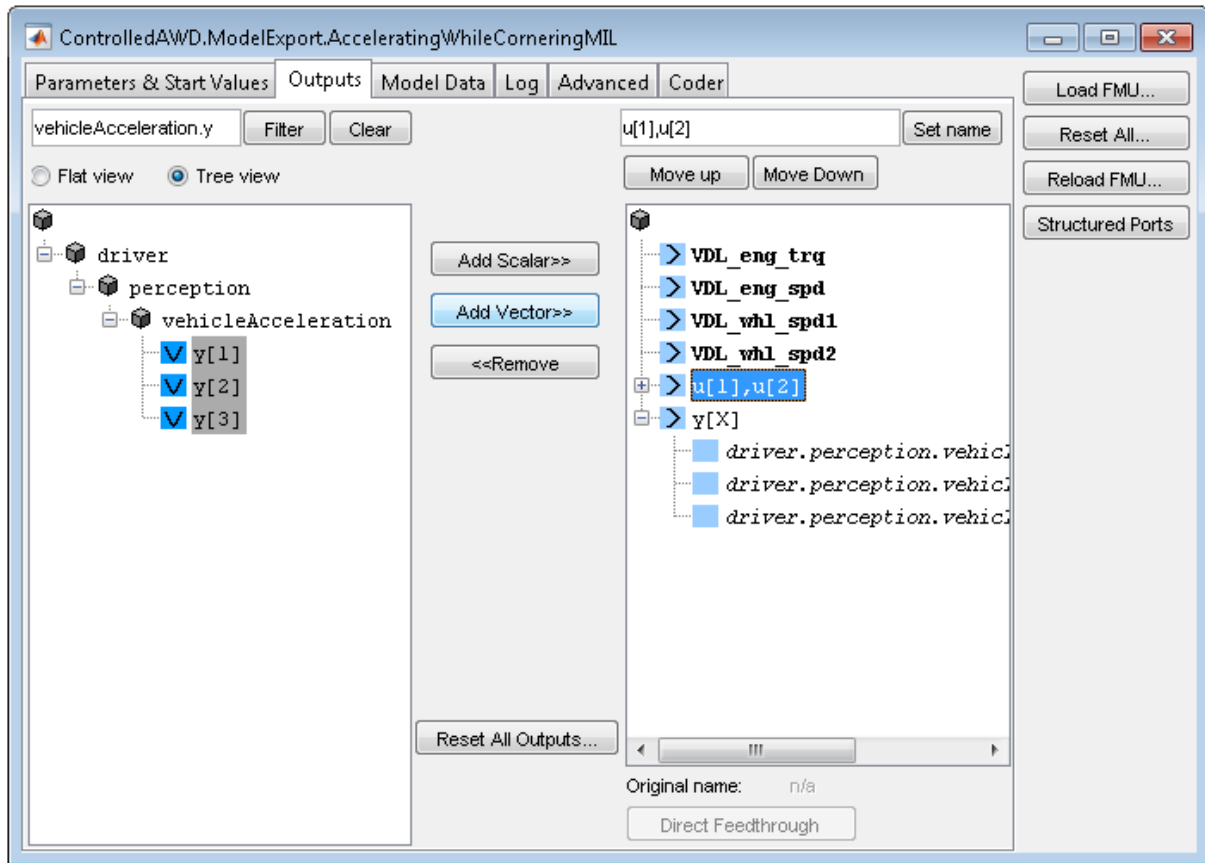 ControlledAWD.ModelExport.AcceleratingWhileCorneringMIL
Parameters & Start Values Outputs Model Data Log Advanced Coder
Load FMU...
Reset All...
Reload FMU...
Structured Ports
vehicleAcceleration.y Filter Clear
Flat view Tree view
driver
perception
vehicleAcceleration
y[1]
y[2]
y[3]
Add Scalar>>
Add Vector>>
<<Remove
Reset All Outputs...
u[1],u[2] Set name
Move up Move Down
VDL_eng_trq
VDL_eng_spd
VDL_whl_spd1
VDL_whl_spd2
u[1],u[2]
y[X]
driver.perception.vehicl
driver.perception.vehicl
driver.perception.vehicl
Original name: n/a
Direct Feedthrough